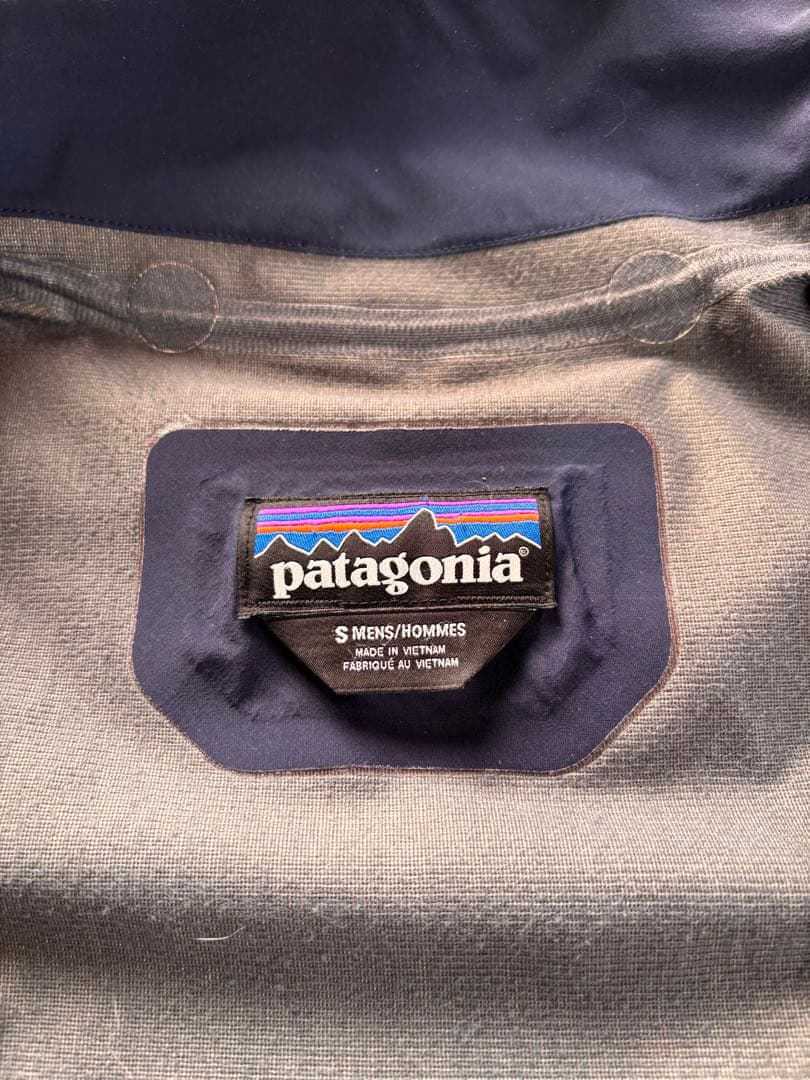 patagonia®
S MENS/HOMMES
MADE IN VIETNAM
FABRIQUÉ AU VIETNAM